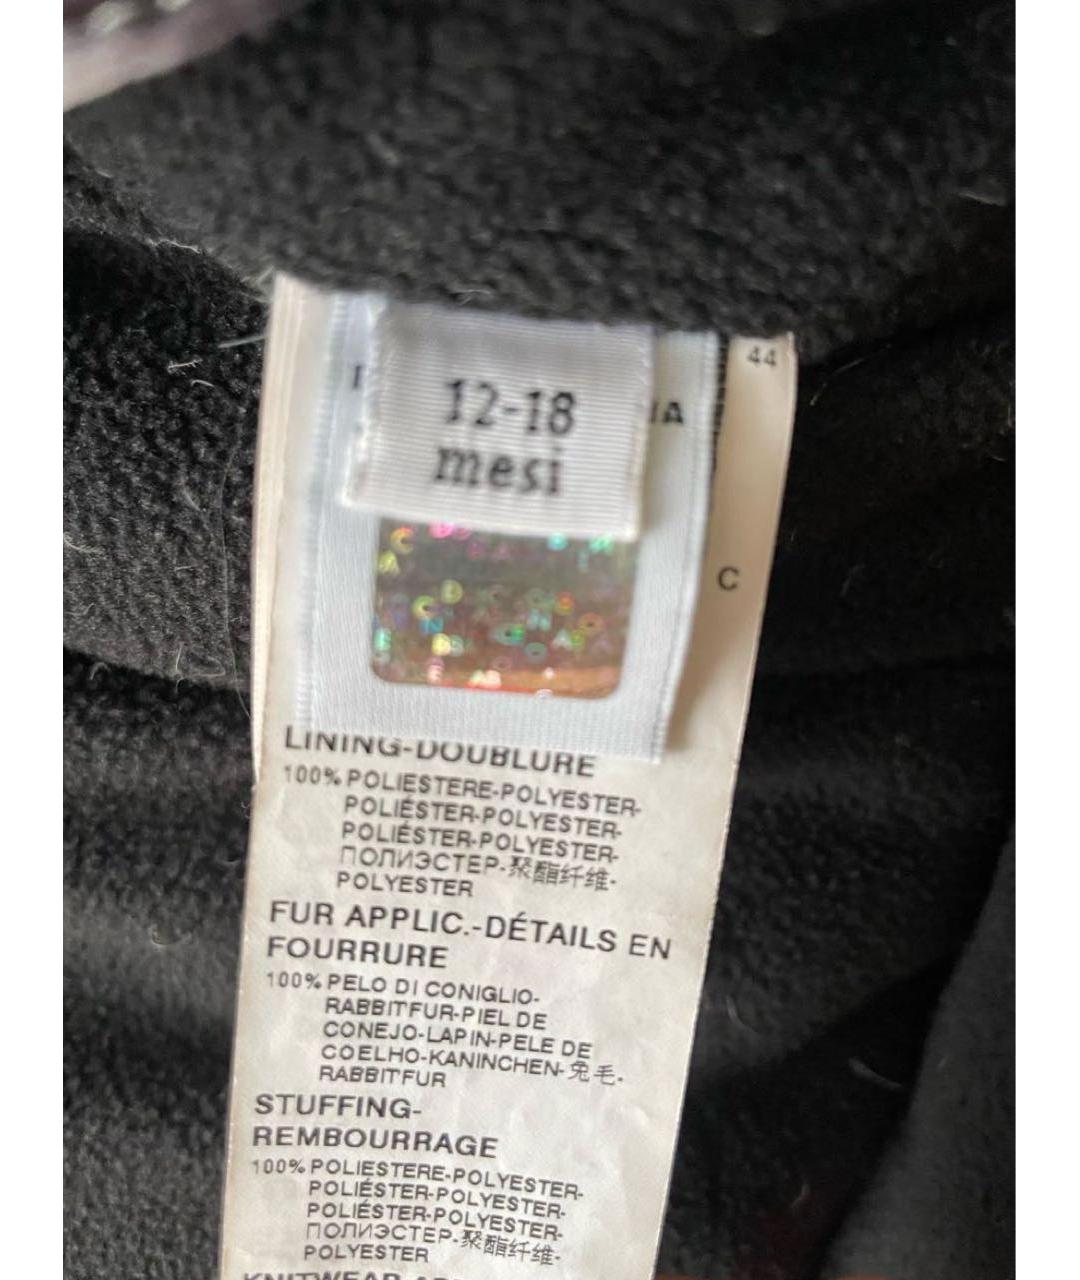 44
12-18
mesi
IA
C
LINING-DOUBLURE
100% POLIESTERE-POLYESTER-
POLIÉSTER-POLYESTER-
POLIÉSTER-POLYESTER-
ПОЛИЭСТЕР-聚酯纤维-
POLYESTER
FUR APPLIC.-DÉTAILS EN
FOURRURE
100% PELO DI CONIGLIO-
RABBITFUR-PIEL DE
CONEJO-LAPIN-PELE DE
COELHO-KANINCHEN-兔毛-
RABBITFUR
STUFFING-
REMBOURRAGE
100% POLIESTERE-POLYESTER-
POLIÉSTER-POLYESTER-
POLIÉSTER-POLYESTER-
ПОЛИЭСТЕР-聚酯纤维-
POLYESTER
KNITWEAR